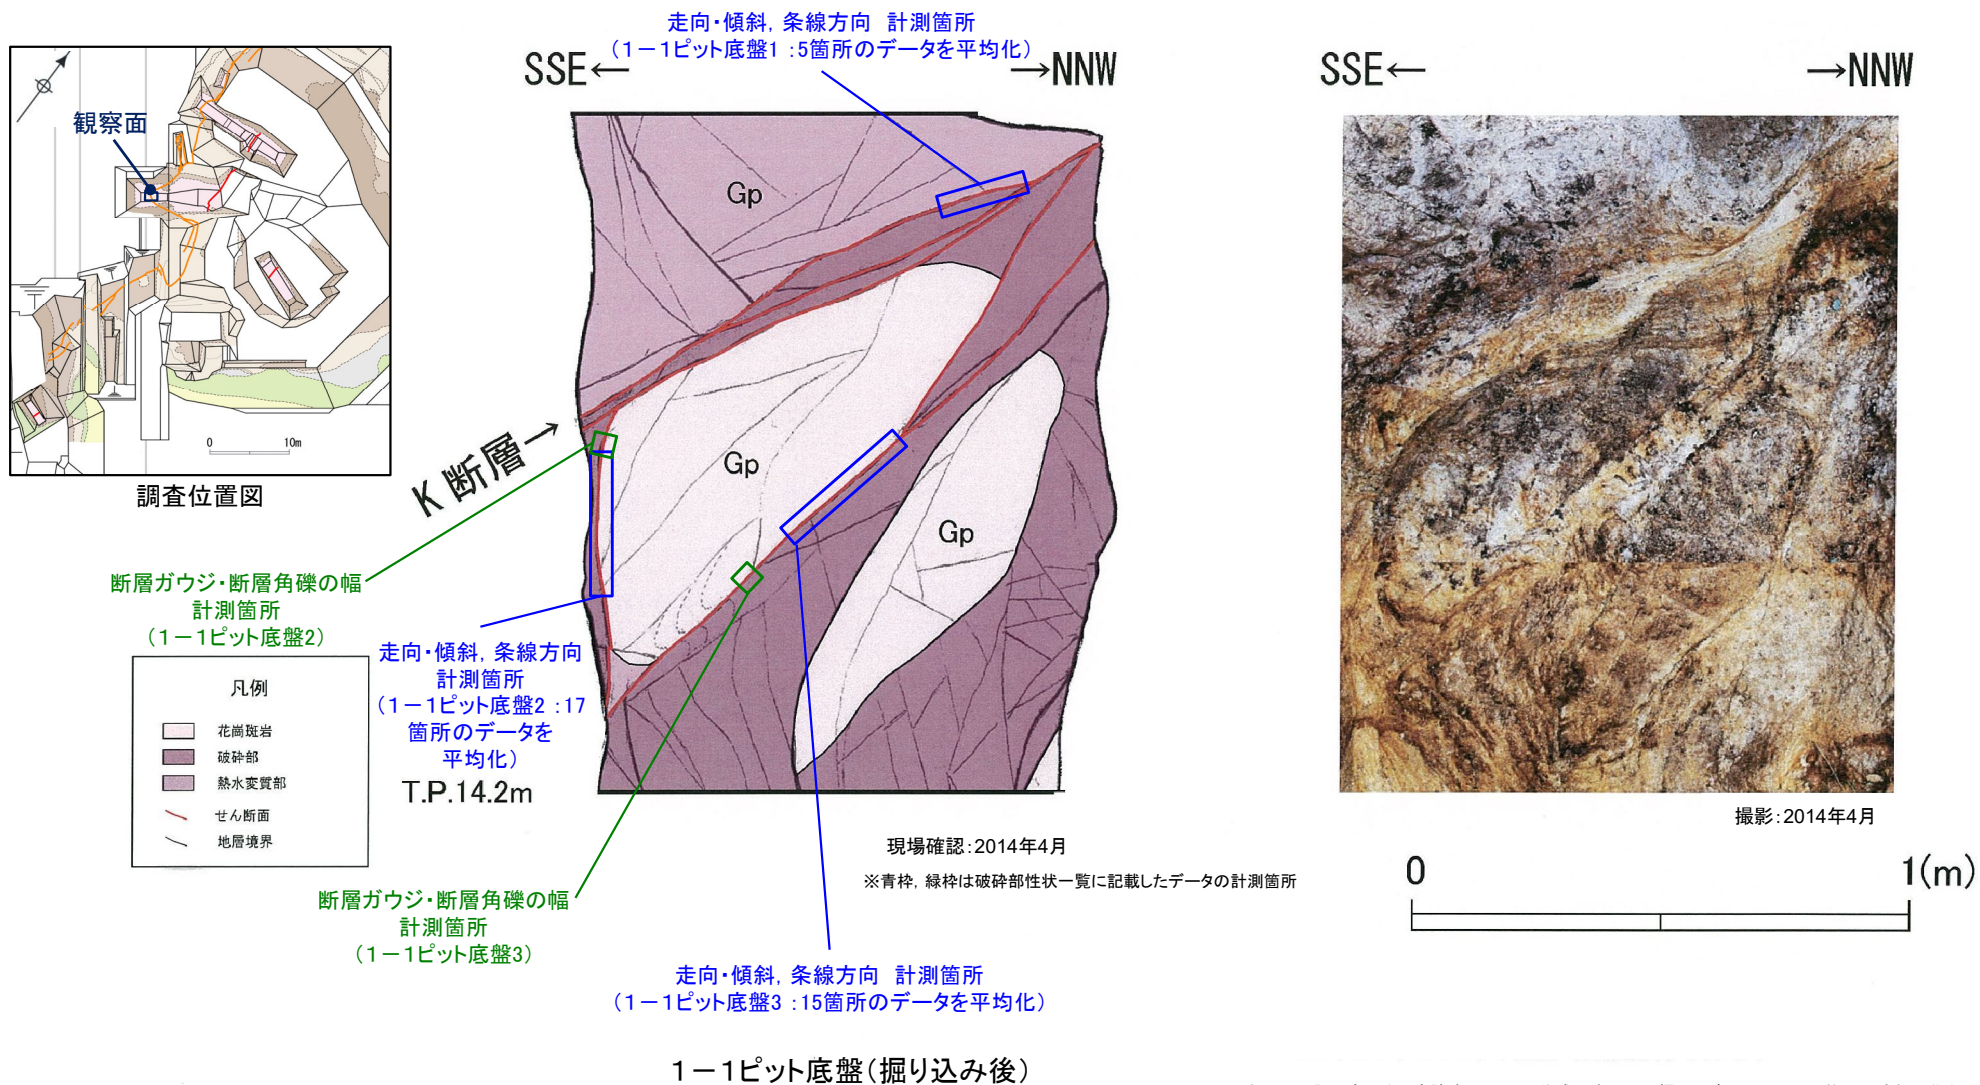 走向・傾斜, 条線方向 計測箇所
(1-1ピット底盤1:5箇所のデータを平均化)
SSE←
→NNW
SSE←
→NNW
観察面
0 10m
調査位置図
Gp
Gp
Gp
K 断層→
断層ガウジ・断層角礫の幅
計測箇所
(1-1ピット底盤2)
走向・傾斜, 条線方向
計測箇所
(1-1ピット底盤2:17
箇所のデータを
平均化)
T.P.14.2m
凡例
花崗斑岩
破砕部
熱水変質部
せん断面
地層境界
断層ガウジ・断層角礫の幅
計測箇所
(1-1ピット底盤3)
現場確認:2014年4月
※青枠, 緑枠は破砕部性状一覧に記載したデータの計測箇所
撮影:2014年4月
0 1(m)
走向・傾斜, 条線方向 計測箇所
(1-1ピット底盤3:15箇所のデータを平均化)
1-1ピット底盤(掘り込み後)